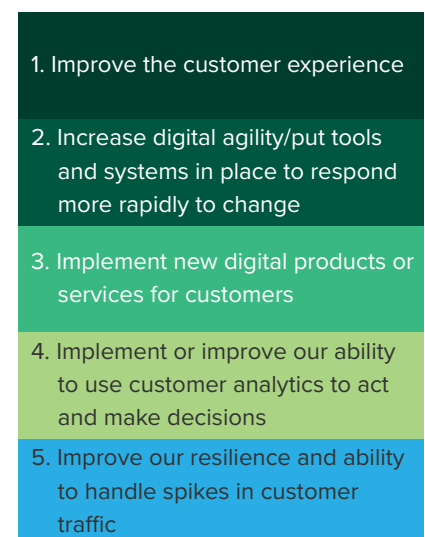 1. Improve the customer experience
2. Increase digital agility/put tools
and systems in place to respond
more rapidly to change
3. Implement new digital products or
services for customers
4. Implement or improve our ability
to use customer analytics to act
and make decisions
5. Improve our resilience and ability
to handle spikes in customer
traffic